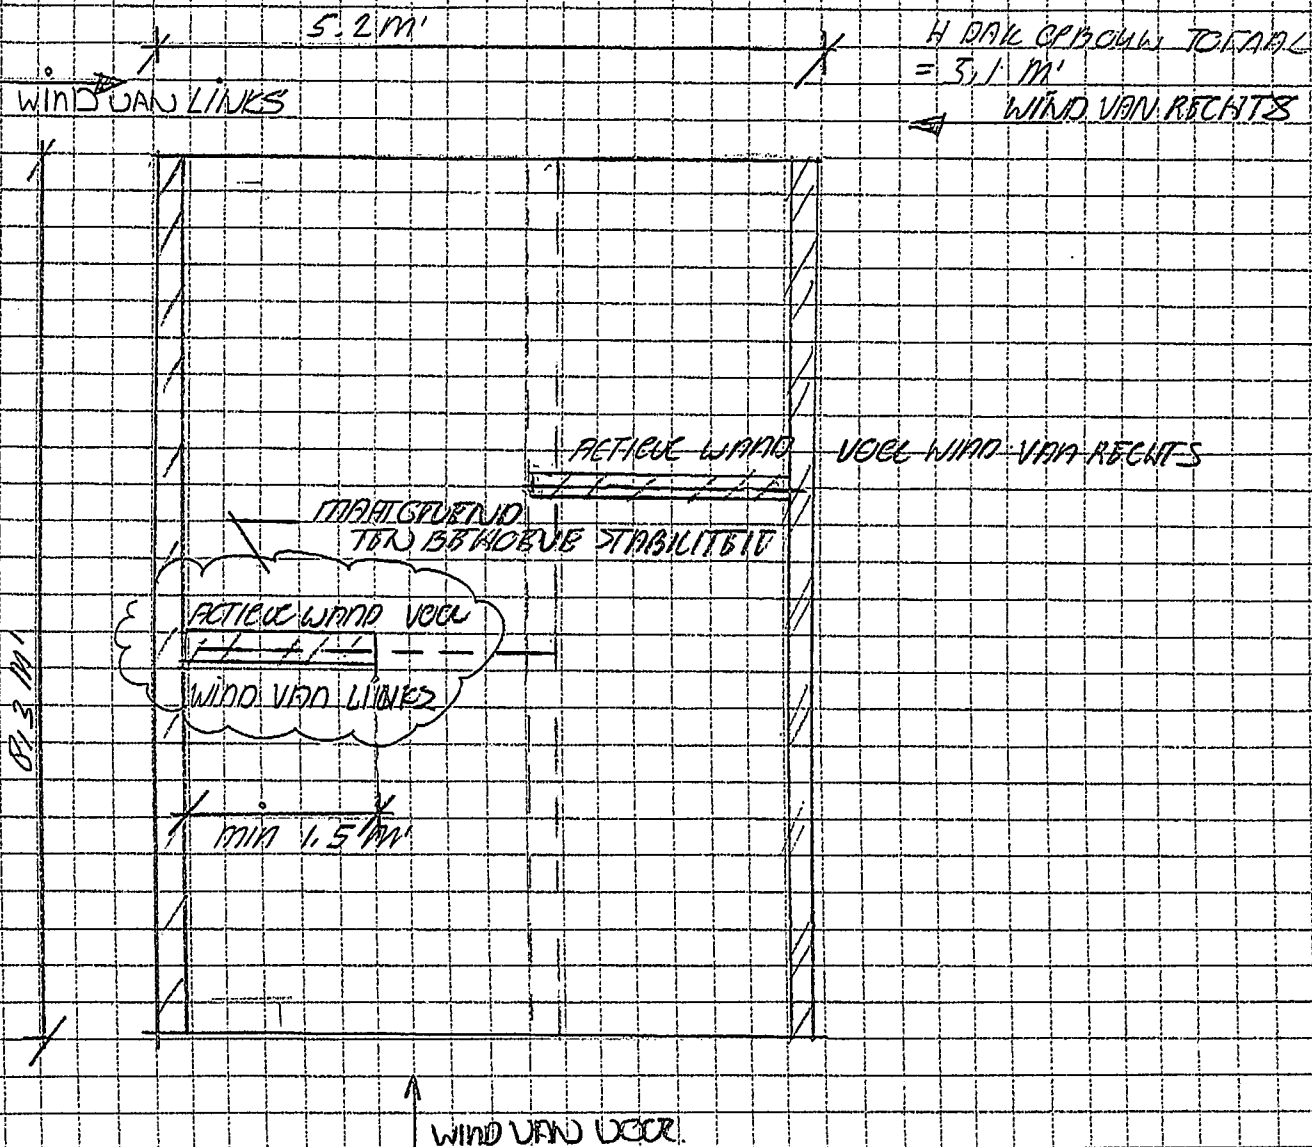 5.2 M'
H DAK OPBOUW TOTAAL
= 3,1 M'
WIND VAN LINKS
WIND VAN RECHTS
ACTIEVE WAND VOOR WIND VAN RECHTS
MAATGEVEND
TEN BEHOEVE STABILITEIT
ACTIEVE WAND VOOR
WIND VAN LINKS
8,3 M'
min 1.5 M'
WIND VAN VOOR.